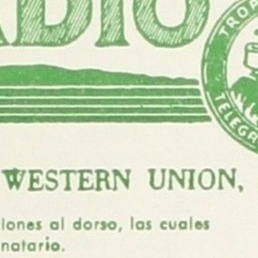 ADIO
TROP
TELEGR
WESTERN UNION,
iones al dorso, las cuales
natario.